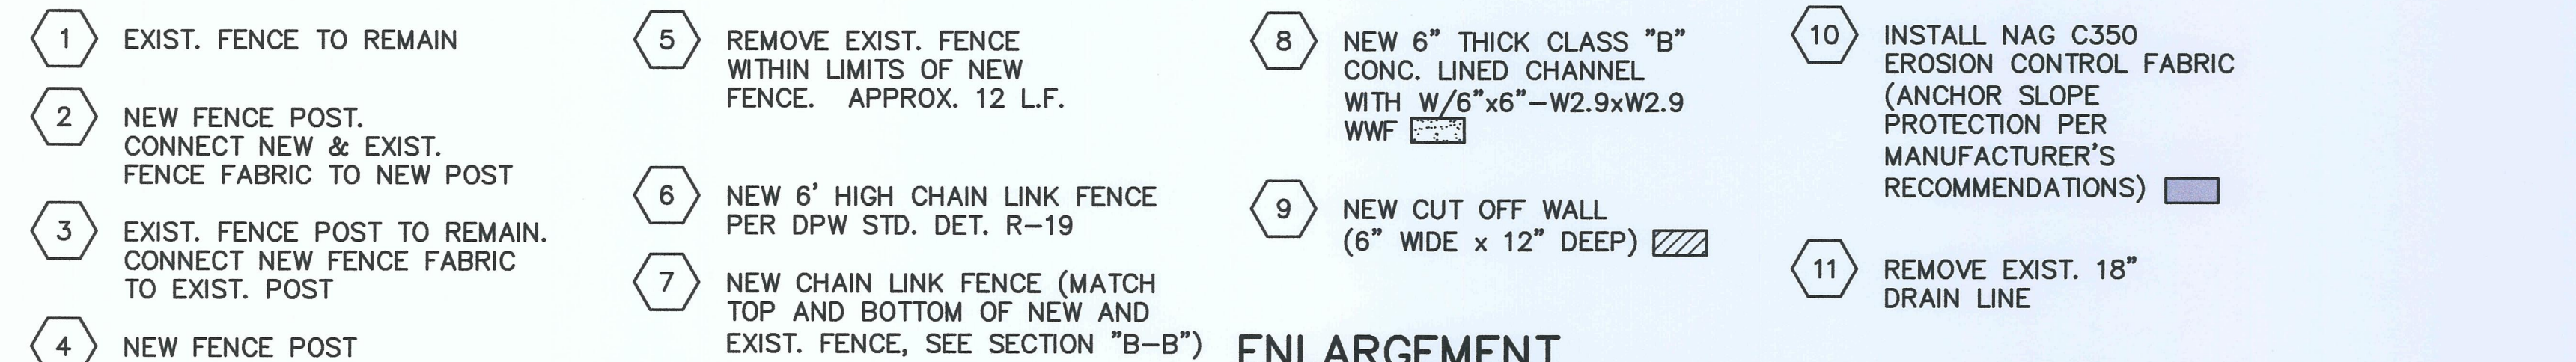 1 EXIST. FENCE TO REMAIN
2 NEW FENCE POST.
CONNECT NEW & EXIST.
FENCE FABRIC TO NEW POST
3 EXIST. FENCE POST TO REMAIN.
CONNECT NEW FENCE FABRIC
TO EXIST. POST
4 NEW FENCE POST
5 REMOVE EXIST. FENCE
WITHIN LIMITS OF NEW
FENCE. APPROX. 12 L.F.
6 NEW 6' HIGH CHAIN LINK FENCE
PER DPW STD. DET. R-19
7 NEW CHAIN LINK FENCE (MATCH
TOP AND BOTTOM OF NEW AND
EXIST. FENCE, SEE SECTION "B-B")
8 NEW 6" THICK CLASS "B"
CONC. LINED CHANNEL
WITH W/6"x6"-W2.9xW2.9
WWF
9 NEW CUT OFF WALL
(6" WIDE x 12" DEEP)
10 INSTALL NAG C350
EROSION CONTROL FABRIC
(ANCHOR SLOPE
PROTECTION PER
MANUFACTURER'S
RECOMMENDATIONS)
11 REMOVE EXIST. 18"
DRAIN LINE
ENLARGEMENT